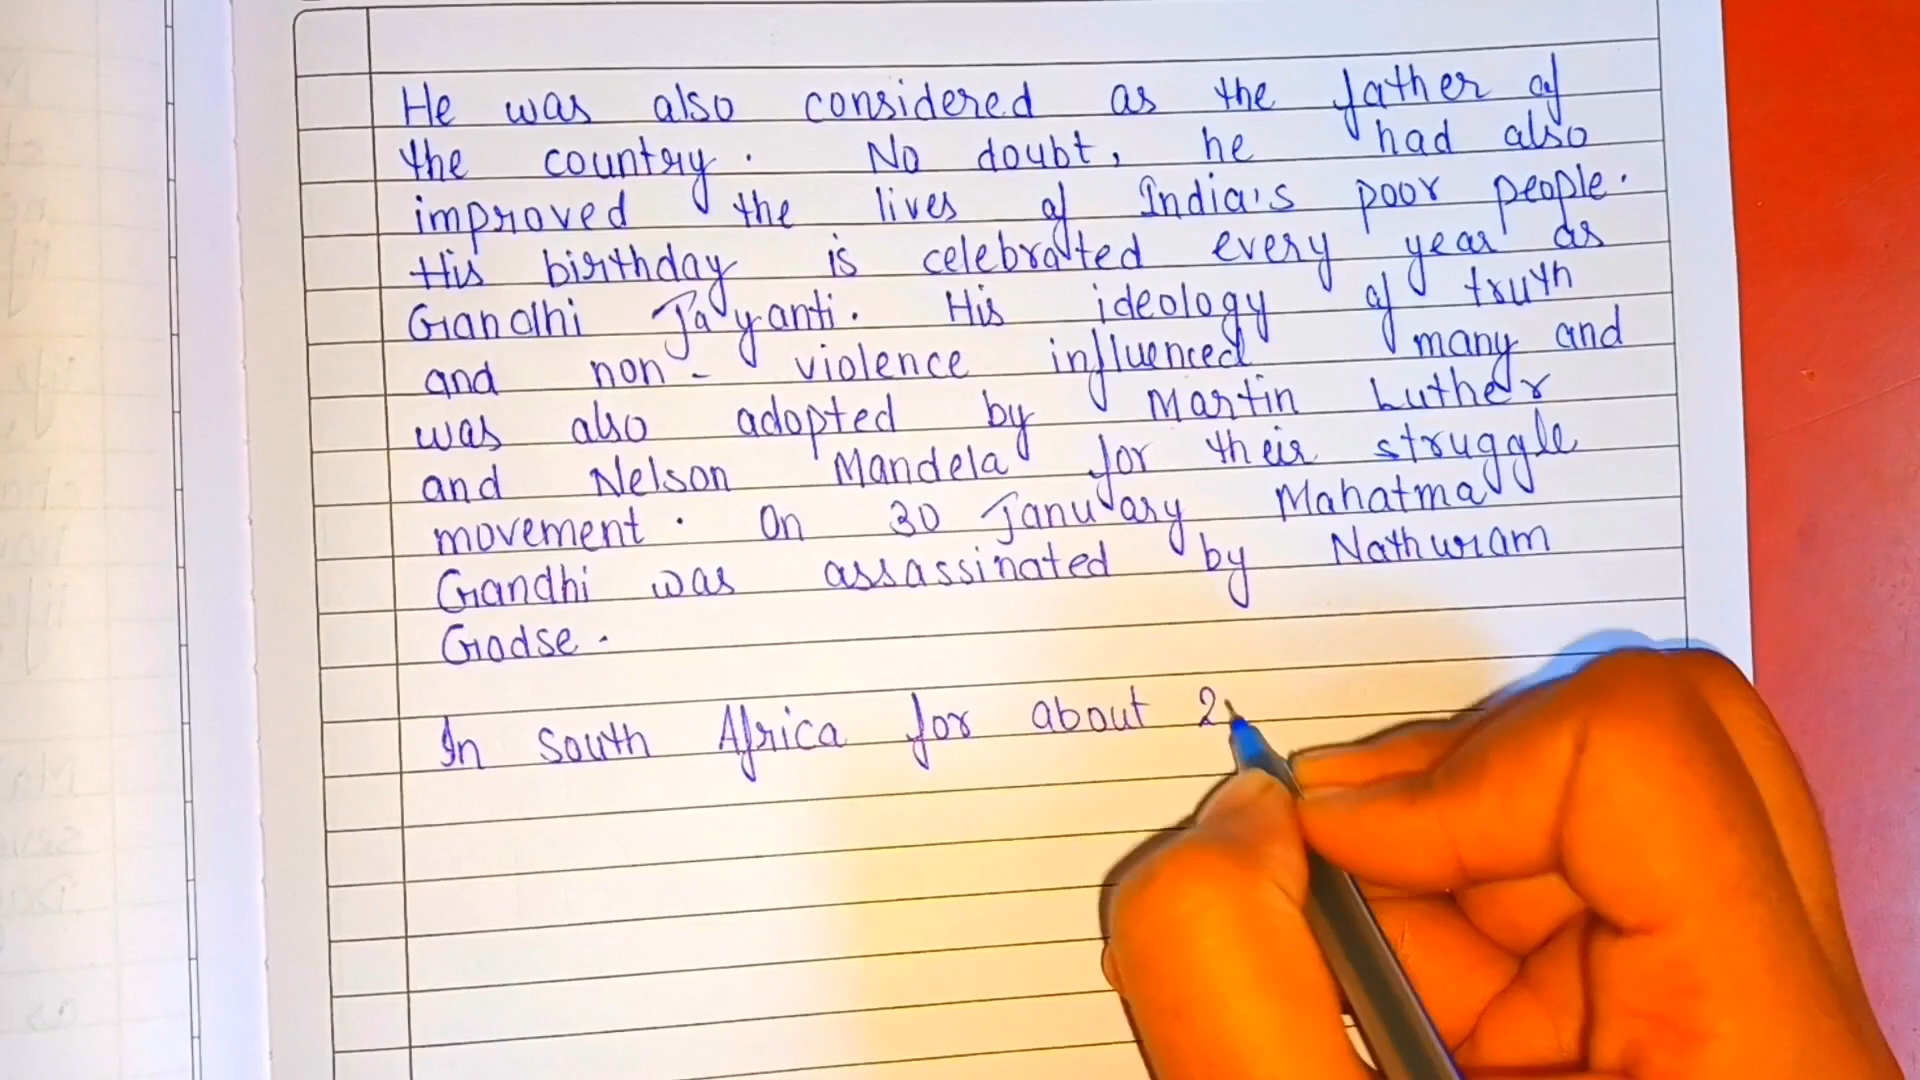 He was also considered as the father of
the country. No doubt, he had also
improved the lives of India's poor people.
His birthday is celebrated every year as
Gandhi Jayanti. His ideology of truth
and non- violence influenced many and
was also adopted by Martin Luther
and Nelson Mandela for their struggle
movement. On 30 January Mahatma
Gandhi was assassinated by Nathuram
Godse.
In south Africa for about 2